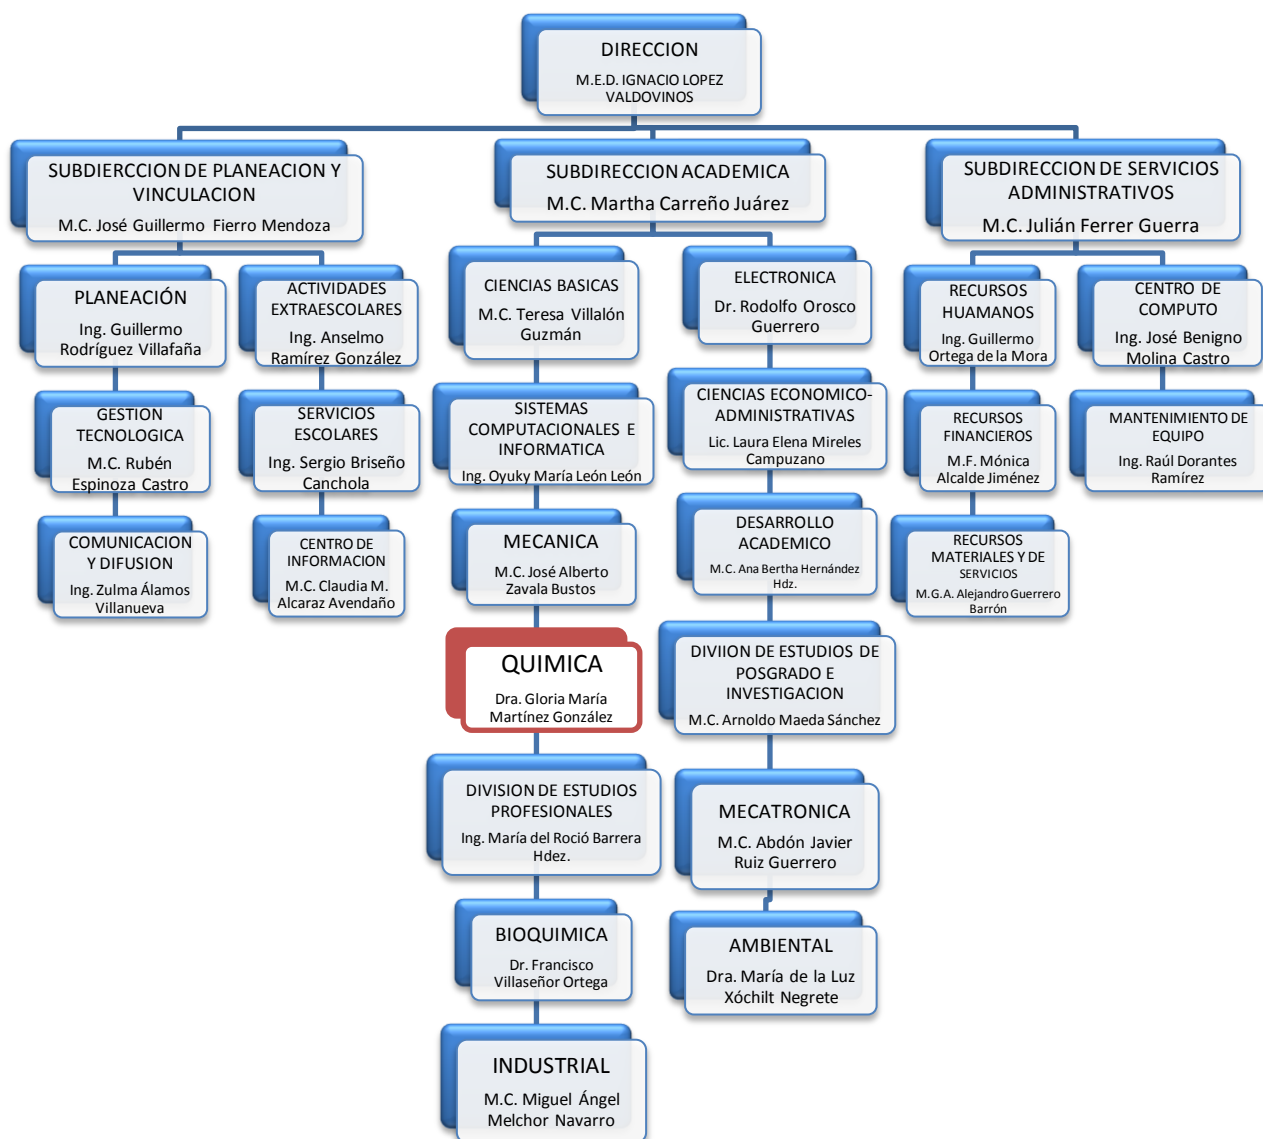 DIRECCION
M.E.D. IGNACIO LOPEZ
VALDOVINOS
SUBDIERCCION DE PLANEACION Y
VINCULACION
M.C. José Guillermo Fierro Mendoza
SUBDIRECCION ACADEMICA
M.C. Martha Carreño Juárez
SUBDIRECCION DE SERVICIOS
ADMINISTRATIVOS
M.C. Julián Ferrer Guerra
PLANEACIÓN
Ing. Guillermo
Rodríguez Villafaña
ACTIVIDADES
EXTRAESCOLARES
Ing. Anselmo
Ramírez González
CIENCIAS BASICAS
M.C. Teresa Villalón
Guzmán
ELECTRONICA
Dr. Rodolfo Orosco
Guerrero
RECURSOS
HUAMANOS
Ing. Guillermo
Ortega de la Mora
CENTRO DE
COMPUTO
Ing. José Benigno
Molina Castro
GESTION
TECNOLOGICA
M.C. Rubén
Espinoza Castro
SERVICIOS
ESCOLARES
Ing. Sergio Briseño
Canchola
SISTEMAS
COMPUTACIONALES E
INFORMATICA
Ing. Oyuky María León León
CIENCIAS ECONOMICO-
ADMINISTRATIVAS
Lic. Laura Elena Mireles
Campuzano
RECURSOS
FINANCIEROS
M.F. Mónica
Alcalde Jiménez
MANTENIMIENTO DE
EQUIPO
Ing. Raúl Dorantes
Ramírez
COMUNICACION
Y DIFUSION
Ing. Zulma Álamos
Villanueva
CENTRO DE
INFORMACION
M.C. Claudia M.
Alcaraz Avendaño
MECANICA
M.C. José Alberto
Zavala Bustos
DESARROLLO
ACADEMICO
M.C. Ana Bertha Hernández
Hdz.
RECURSOS
MATERIALES Y DE
SERVICIOS
M.G.A. Alejandro Guerrero
Barrón
QUIMICA
Dra. Gloria María
Martínez González
DIVIION DE ESTUDIOS DE
POSGRADO E
INVESTIGACION
M.C. Arnoldo Maeda Sánchez
DIVISION DE ESTUDIOS
PROFESIONALES
Ing. María del Roció Barrera
Hdez.
MECATRONICA
M.C. Abdón Javier
Ruiz Guerrero
BIOQUIMICA
Dr. Francisco
Villaseñor Ortega
AMBIENTAL
Dra. María de la Luz
Xóchilt Negrete
INDUSTRIAL
M.C. Miguel Ángel
Melchor Navarro